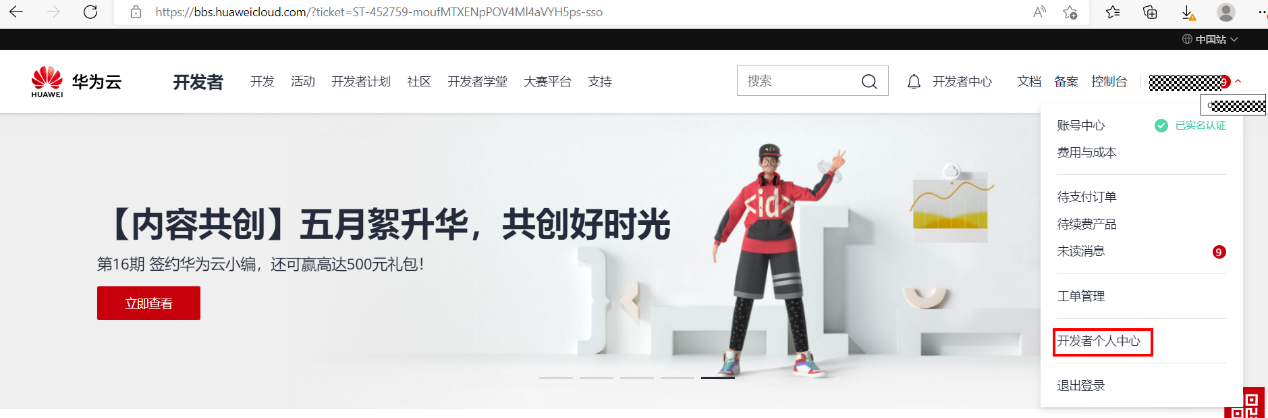 https://bbs.huaweicloud.com/?ticket=ST-452759-moufMTXENpPOV4Ml4aVYH5ps-sso
中国站
HUAWEI
华为云
开发者
开发 活动 开发者计划 社区 开发者学堂 大赛平台 支持
搜索
开发者中心
文档 备案 控制台
9
账号中心
已实名认证
费用与成本
待支付订单
待续费产品
未读消息
9
工单管理
开发者个人中心
退出登录
【内容共创】五月絮升华，共创好时光
第16期 签约华为云小编，还可赢高达500元礼包！
立即查看
<id>